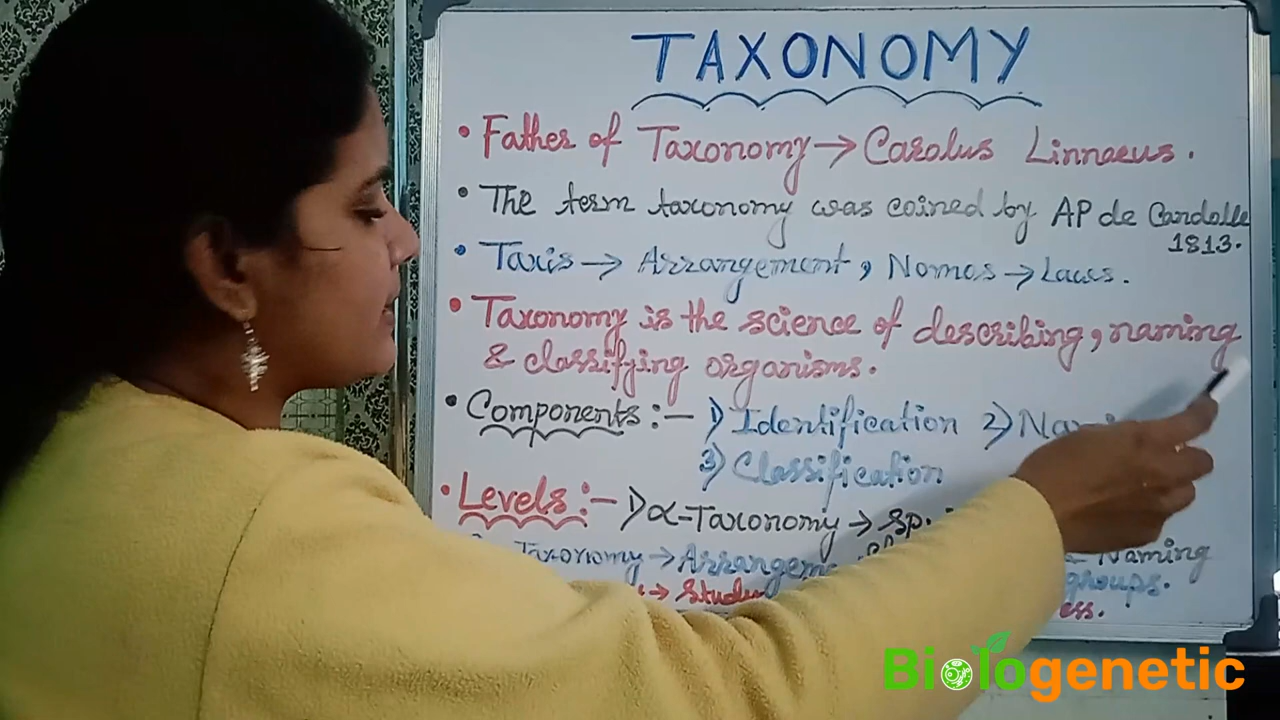 TAXONOMY
• Father of Taxonomy → Carolus Linnaeus.
• The term taxonomy was coined by AP de Candolle
1813.
• Taxis → Arrangement, Nomos → Laws.
• Taxonomy is the science of describing, naming
& classifying organisms.
• Components :- 1) Identification 2)
3) Classification
• Levels :- 1) α-Taxonomy → Sp.
Taxonomy → Naming
groups.
→
Biologenetic